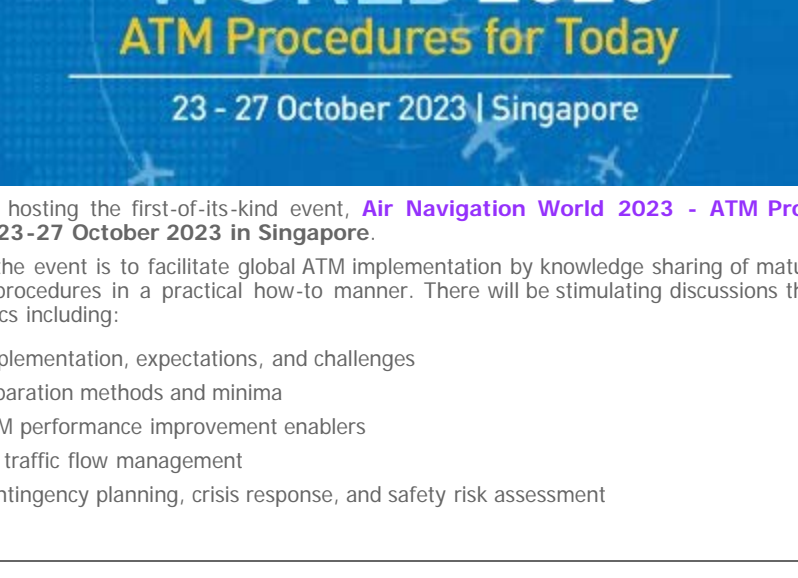 ATM Procedures for Today
23 - 27 October 2023 | Singapore
hosting the first-of-its-kind event, Air Navigation World 2023 - ATM Pro
23-27 October 2023 in Singapore.
the event is to facilitate global ATM implementation by knowledge sharing of matu
procedures in a practical how-to manner. There will be stimulating discussions th
cs including:
plementation, expectations, and challenges
paration methods and minima
M performance improvement enablers
traffic flow management
ntingency planning, crisis response, and safety risk assessment